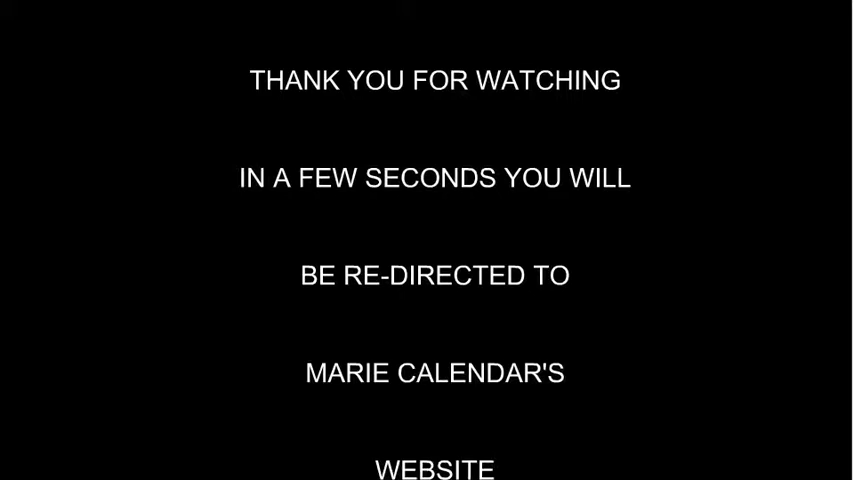 THANK YOU FOR WATCHING
IN A FEW SECONDS YOU WILL
BE RE-DIRECTED TO
MARIE CALENDAR'S
WEBSITE